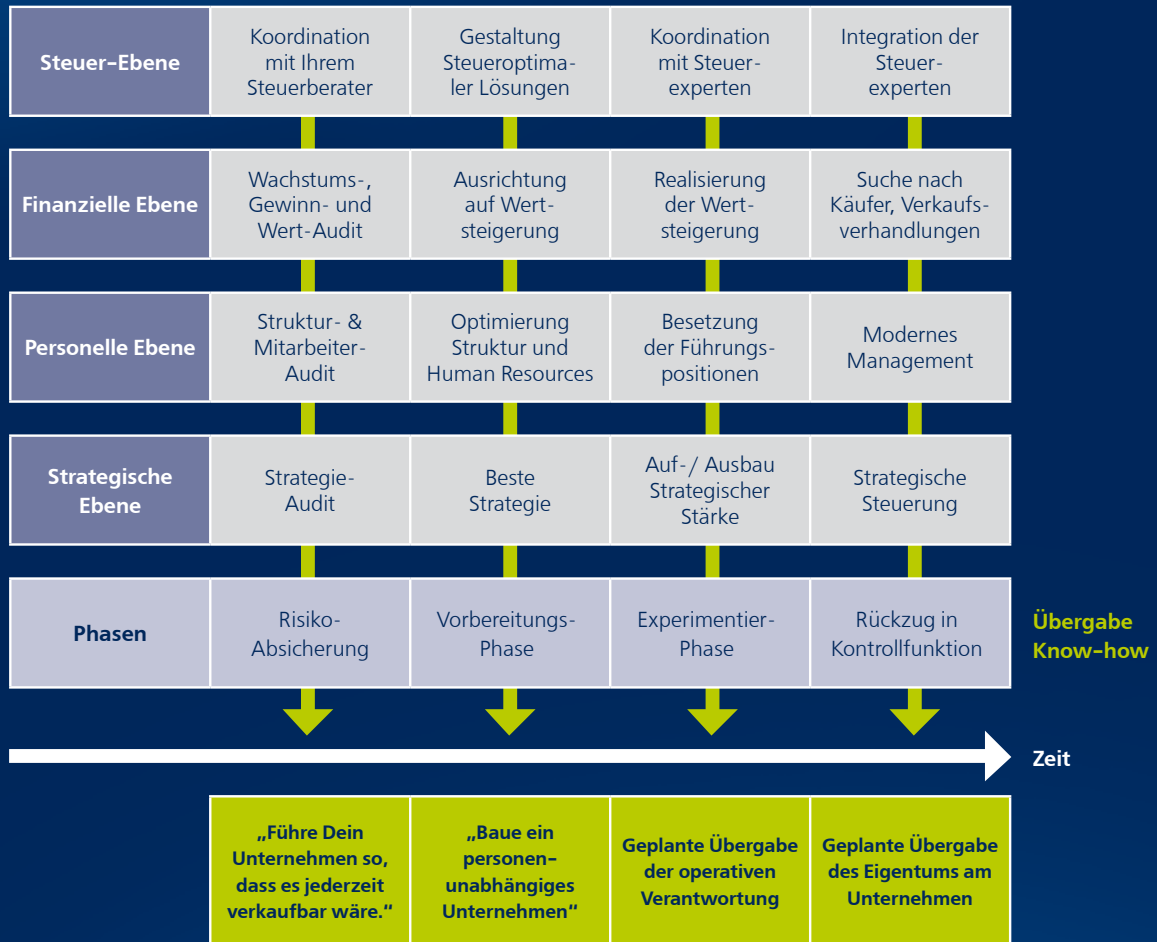 Steuer-Ebene
Koordination
mit Ihrem
Steuerberater
Gestaltung
Steueroptima-
ler Lösungen
Koordination
mit Steuer-
experten
Integration der
Steuer-
experten
Finanzielle Ebene
Wachstums-,
Gewinn- und
Wert-Audit
Ausrichtung
auf Wert-
steigerung
Realisierung
der Wert-
steigerung
Suche nach
Käufer, Verkaufs-
verhandlungen
Personelle Ebene
Struktur- &
Mitarbeiter-
Audit
Optimierung
Struktur und
Human Resources
Besetzung
der Führungs-
positionen
Modernes
Management
Strategische
Ebene
Strategie-
Audit
Beste
Strategie
Auf-/ Ausbau
Strategischer
Stärke
Strategische
Steuerung
Phasen
Risiko-
Absicherung
Vorbereitungs-
Phase
Experimentier-
Phase
Rückzug in
Kontrollfunktion
Übergabe
Know-how
Zeit
„Führe Dein
Unternehmen so,
dass es jederzeit
verkaufbar wäre.“
„Baue ein
personen-
unabhängiges
Unternehmen“
Geplante Übergabe
der operativen
Verantwortung
Geplante Übergabe
des Eigentums am
Unternehmen